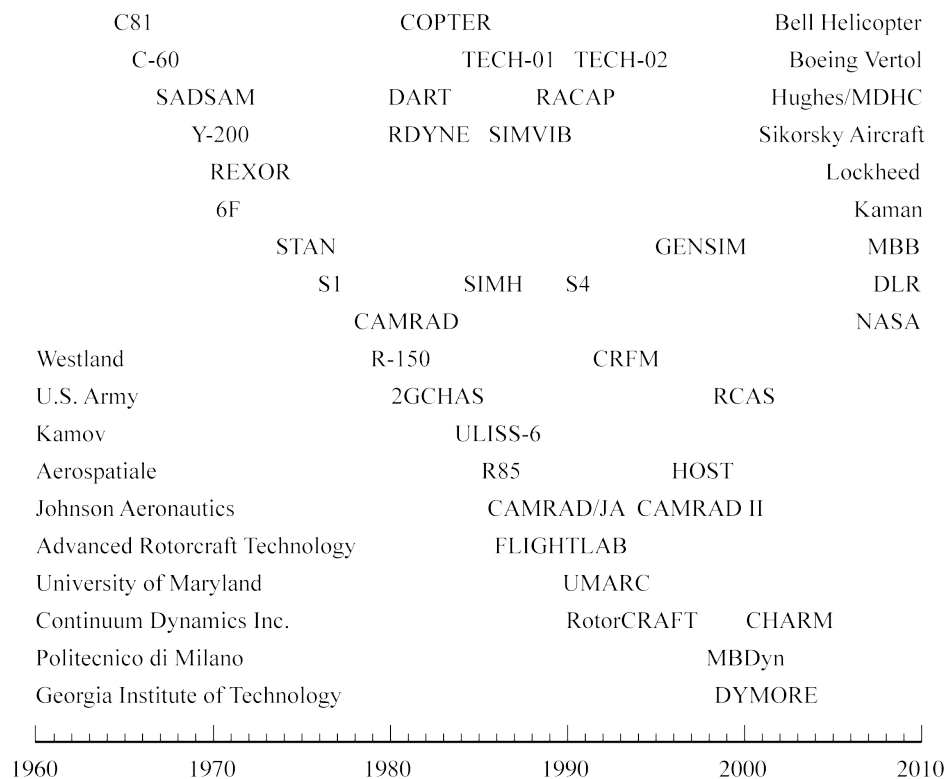 C81 COPTER Bell Helicopter
C-60 TECH-01 TECH-02 Boeing Vertol
SADSAM DART RACAP Hughes/MDHC
Y-200 RDYNE SIMVIB Sikorsky Aircraft
REXOR Lockheed
6F Kaman
STAN GENSIM MBB
S1 SIMH S4 DLR
CAMRAD NASA
Westland R-150 CRFM
U.S. Army 2GCHAS RCAS
Kamov ULISS-6
Aerospatiale R85 HOST
Johnson Aeronautics CAMRAD/JA CAMRAD II
Advanced Rotorcraft Technology FLIGHTLAB
University of Maryland UMARC
Continuum Dynamics Inc. RotorCRAFT CHARM
Politecnico di Milano MBDyn
Georgia Institute of Technology DYMORE
1960 1970 1980 1990 2000 2010